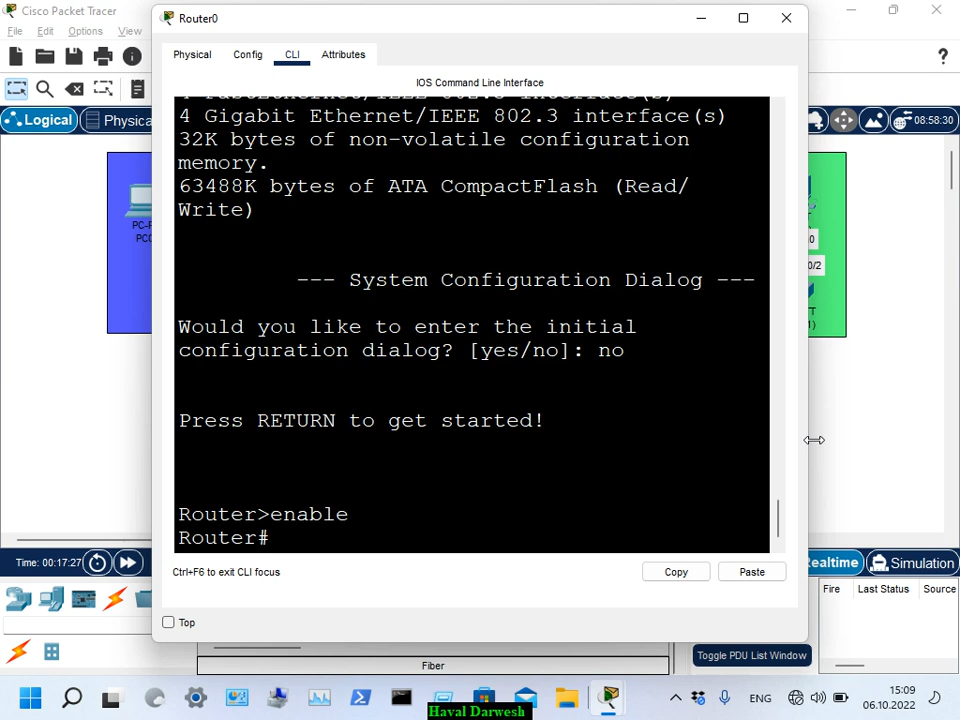 Cisco Packet Tracer
Router0
File Edit Options View
Physical Config CLI Attributes
IOS Command Line Interface
Logical
08:58:30
4 Gigabit Ethernet/IEEE 802.3 interface(s)
32K bytes of non-volatile configuration
memory.
63488K bytes of ATA CompactFlash (Read/
Write)
--- System Configuration Dialog ---
Would you like to enter the initial
configuration dialog? [yes/no]: no
Press RETURN to get started!
Router>enable
Router#
Time: 00:17:27
Ctrl+F6 to exit CLI focus
Copy Paste
Realtime Simulation
Fire Last Status Source
Top
Toggle PDU List Window
Fiber
ENG
15:09
06.10.2022
Haval Darwesh